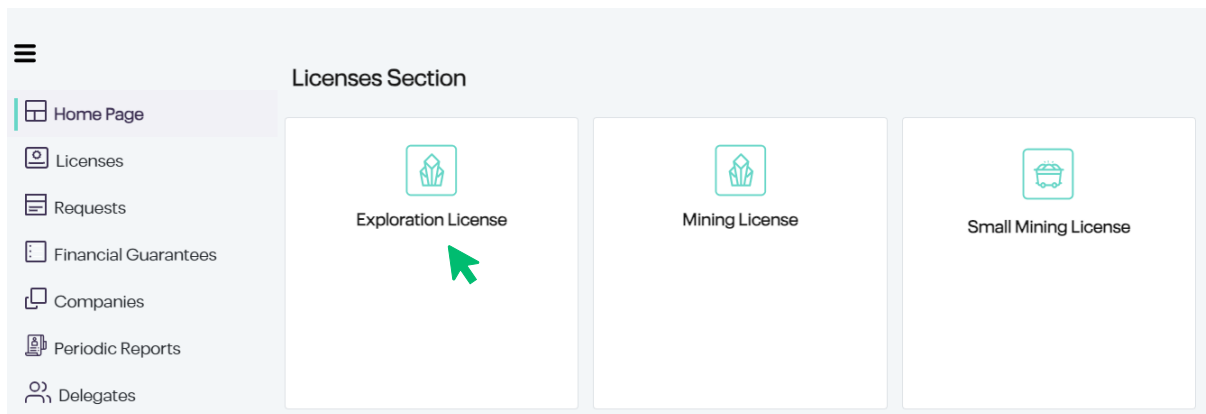 Licenses Section
Home Page
Licenses
Requests
Financial Guarantees
Companies
Periodic Reports
Delegates
Exploration License
Mining License
Small Mining License